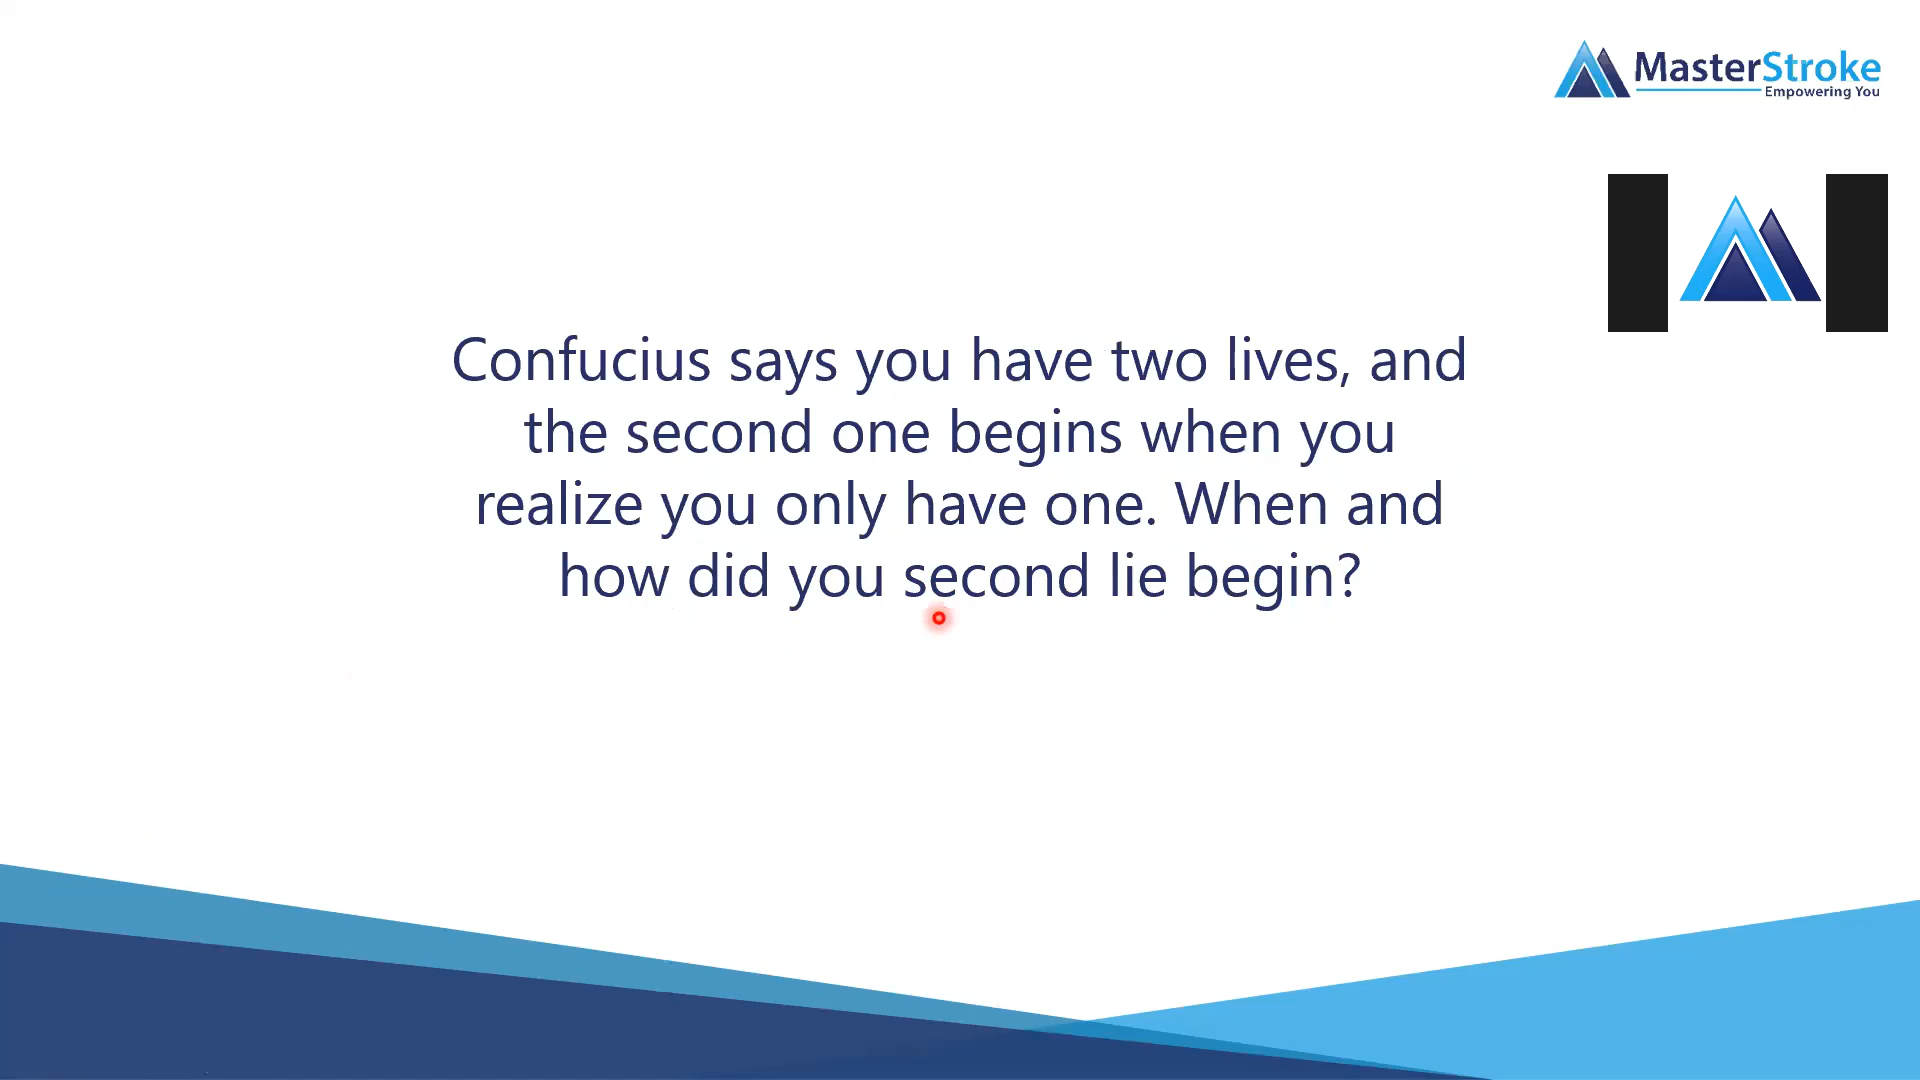 MasterStroke
Empowering You
Confucius says you have two lives, and
the second one begins when you
realize you only have one. When and
how did you second lie begin?